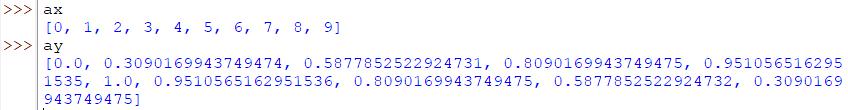 >>> ax
[0, 1, 2, 3, 4, 5, 6, 7, 8, 9]
>>> ay
[0.0, 0.3090169943749474, 0.5877852522924731, 0.8090169943749475, 0.951056516295
1535, 1.0, 0.9510565162951536, 0.8090169943749475, 0.5877852522924732, 0.3090169
943749475]